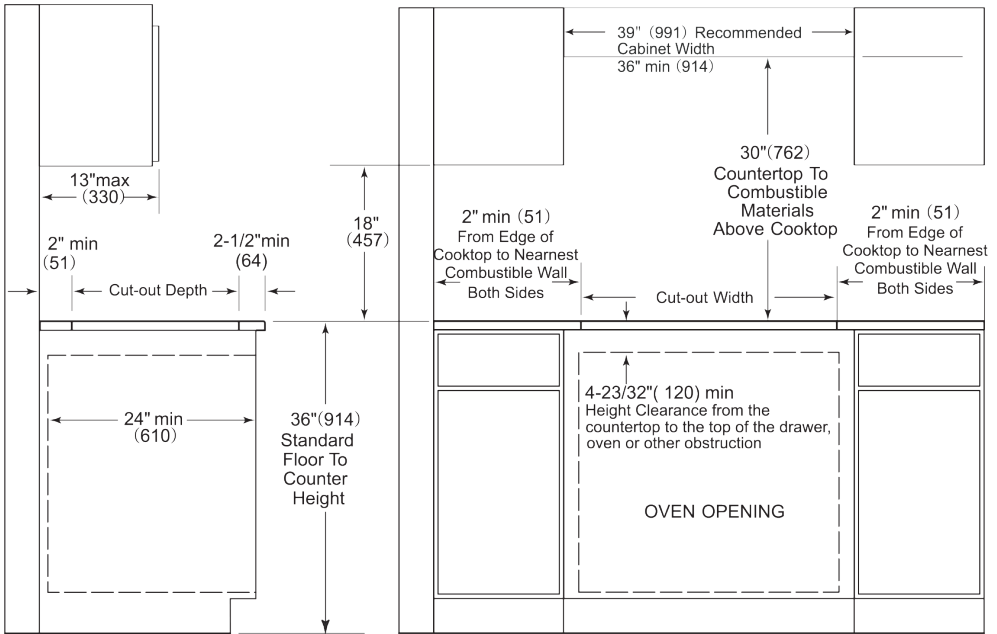 39” (991) Recommended
Cabinet Width
36" min (914)
13"max
(330)
30"(762)
Countertop To
Combustible
Materials
Above Cooktop
18"
(457)
2" min (51)
From Edge of
Cooktop to Nearnest
Combustible Wall
Both Sides
2" min (51)
From Edge of
Cooktop to Nearnest
Combustible Wall
Both Sides
2" min
(51)
2-1/2"min
(64)
Cut-out Depth
Cut-out Width
24" min
(610)
36"(914)
Standard
Floor To
Counter
Height
4-23/32"( 120) min
Height Clearance from the
countertop to the top of the drawer,
oven or other obstruction
OVEN OPENING